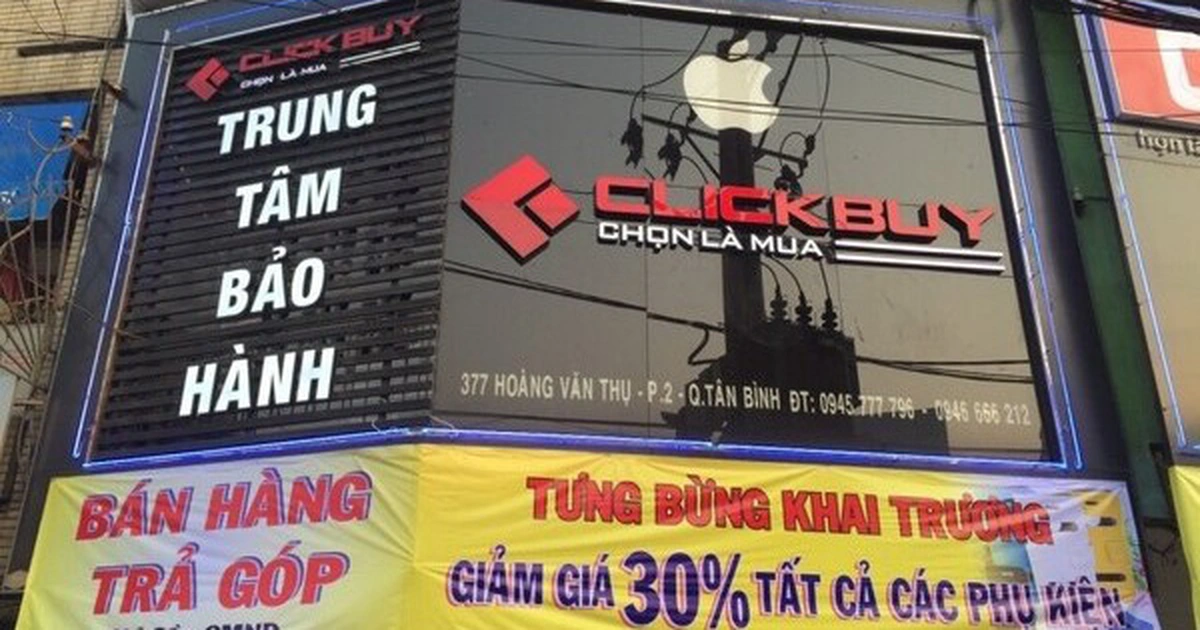 CLICKBUY
CHỌN LÀ MUA
TRUNG
TÂM
BẢO
HÀNH
CLICKBUY
CHỌN LÀ MUA
377 HOÀNG VĂN THỤ - P.2 - Q.TÂN BÌNH ĐT: 0945.777 796 - 0946 666 212
BÁN HÀNG
TRẢ GÓP
TƯNG BỪNG KHAI TRƯƠNG
GIẢM GIÁ 30% TẤT CẢ CÁC PHỤ KIỆN